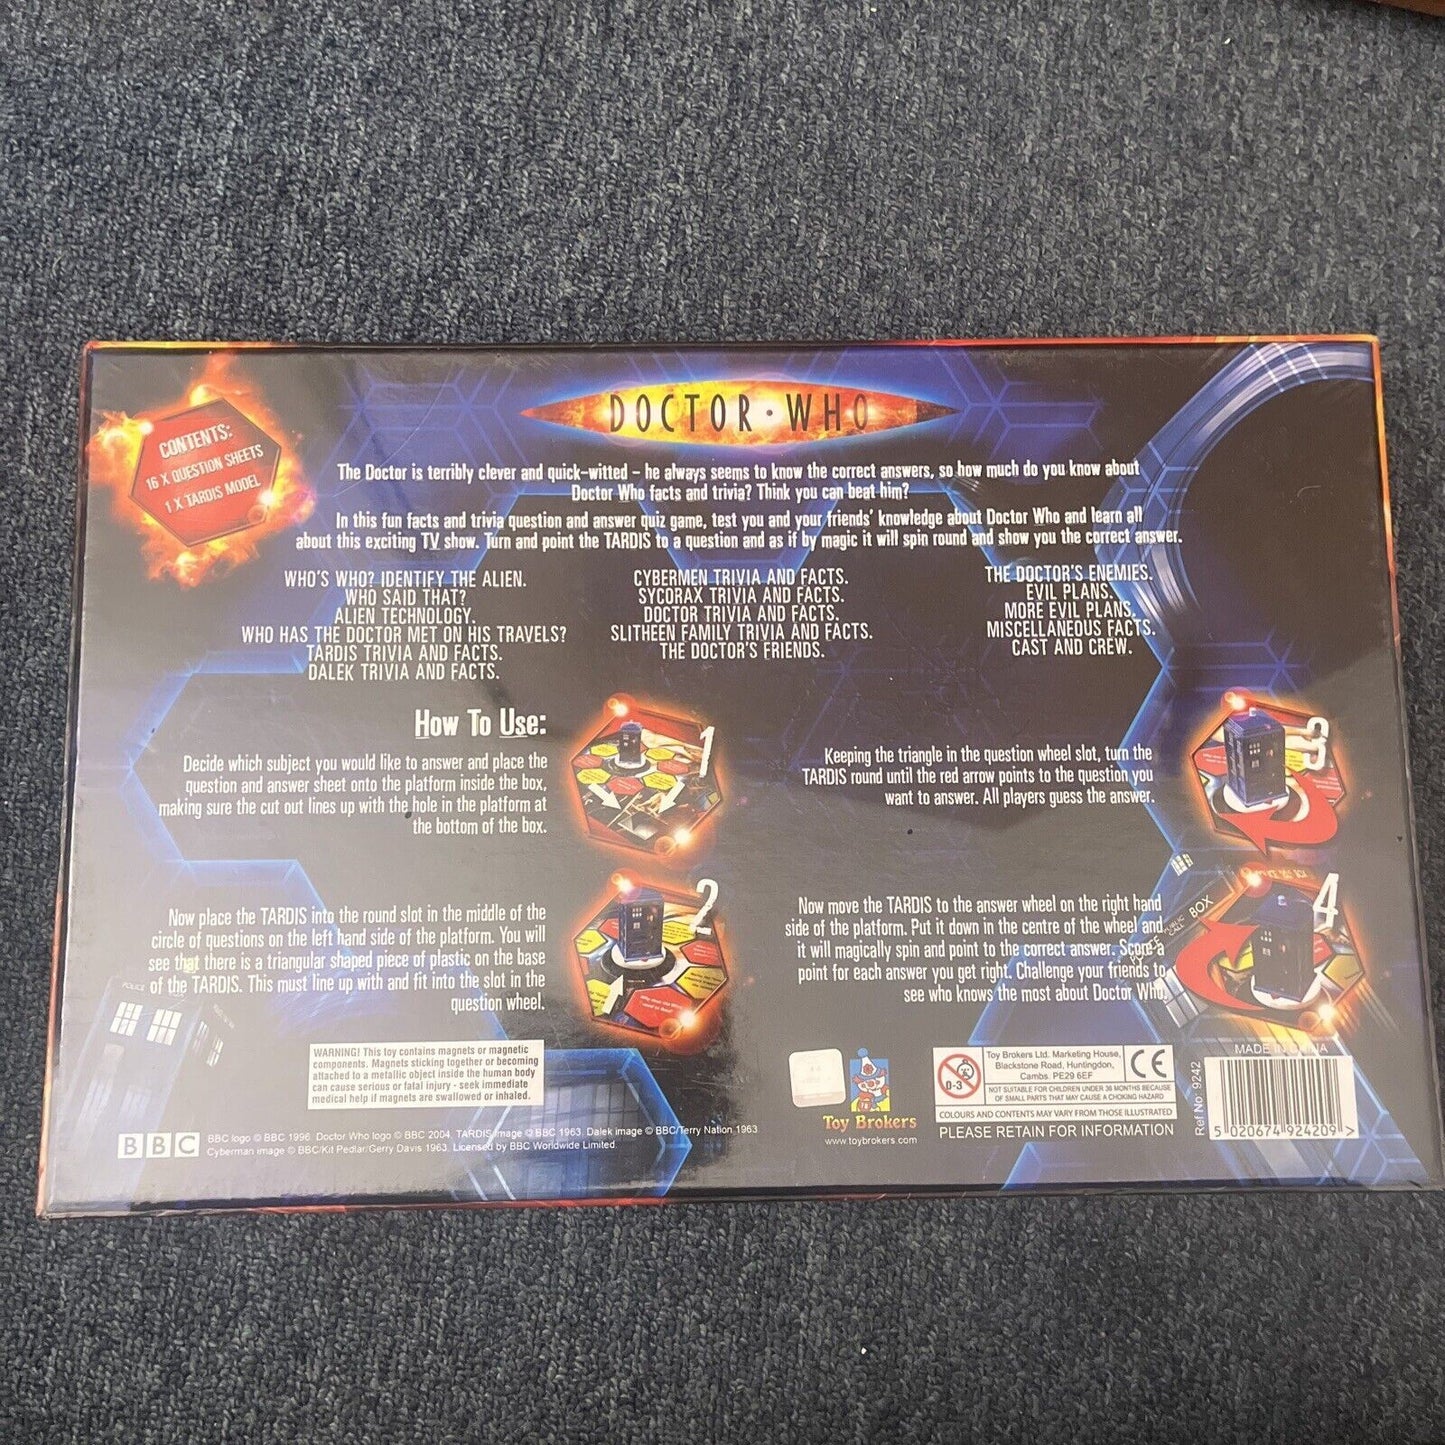 DOCTOR · WHO
CONTENTS:
16 X QUESTION SHEETS
1 X TARDIS MODEL
The Doctor is terribly clever and quick-witted – he always seems to know the correct answers, so how much do you know about
Doctor Who facts and trivia? Think you can beat him?
In this fun facts and trivia question and answer quiz game, test you and your friends' knowledge about Doctor Who and learn all
about this exciting TV show. Turn and point the TARDIS to a question and as if by magic it will spin round and show you the correct answer.
WHO'S WHO? IDENTIFY THE ALIEN.
WHO SAID THAT?
ALIEN TECHNOLOGY.
WHO HAS THE DOCTOR MET ON HIS TRAVELS?
TARDIS TRIVIA AND FACTS.
DALEK TRIVIA AND FACTS.
CYBERMEN TRIVIA AND FACTS.
SYCORAX TRIVIA AND FACTS.
DOCTOR TRIVIA AND FACTS.
SLITHEEN FAMILY TRIVIA AND FACTS.
THE DOCTOR'S FRIENDS.
THE DOCTOR'S ENEMIES.
EVIL PLANS.
MORE EVIL PLANS.
MISCELLANEOUS FACTS.
CAST AND CREW.
How To Use:
Decide which subject you would like to answer and place the
question and answer sheet onto the platform inside the box,
making sure the cut out lines up with the hole in the platform at
the bottom of the box.
1
Now place the TARDIS into the round slot in the middle of the
circle of questions on the left hand side of the platform. You will
see that there is a triangular shaped piece of plastic on the base
of the TARDIS. This must line up with and fit into the slot in the
question wheel.
2
Keeping the triangle in the question wheel slot, turn the
TARDIS round until the red arrow points to the question you
want to answer. All players guess the answer.
3
Now move the TARDIS to the answer wheel on the right hand
side of the platform. Put it down in the centre of the wheel and
it will magically spin and point to the correct answer. Score a
point for each answer you get right. Challenge your friends to
see who knows the most about Doctor Who.
4
BOX
POLICE
WARNING! This toy contains magnets or magnetic
components. Magnets sticking together or becoming
attached to a metallic object inside the human body
can cause serious or fatal injury - seek immediate
medical help if magnets are swallowed or inhaled.
BBC
BBC logo © BBC 1996. Doctor Who logo © BBC 2004. TARDIS image © BBC 1963. Dalek image © BBC/Terry Nation 1963
Cyberman image © BBC/Kit Pedlar/Gerry Davis 1963. Licensed by BBC Worldwide Limited.
Toy Brokers
www.toybrokers.com
0-3
Toy Brokers Ltd. Marketing House,
Blackstone Road, Huntingdon,
Cambs. PE29 6EF
CE
NOT SUITABLE FOR CHILDREN UNDER 36 MONTHS BECAUSE
OF SMALL PARTS THAT MAY CAUSE A CHOKING HAZARD
COLOURS AND CONTENTS MAY VARY FROM THOSE ILLUSTRATED
PLEASE RETAIN FOR INFORMATION
Ref No 9242
MADE IN CHINA
5 020674 924209 >